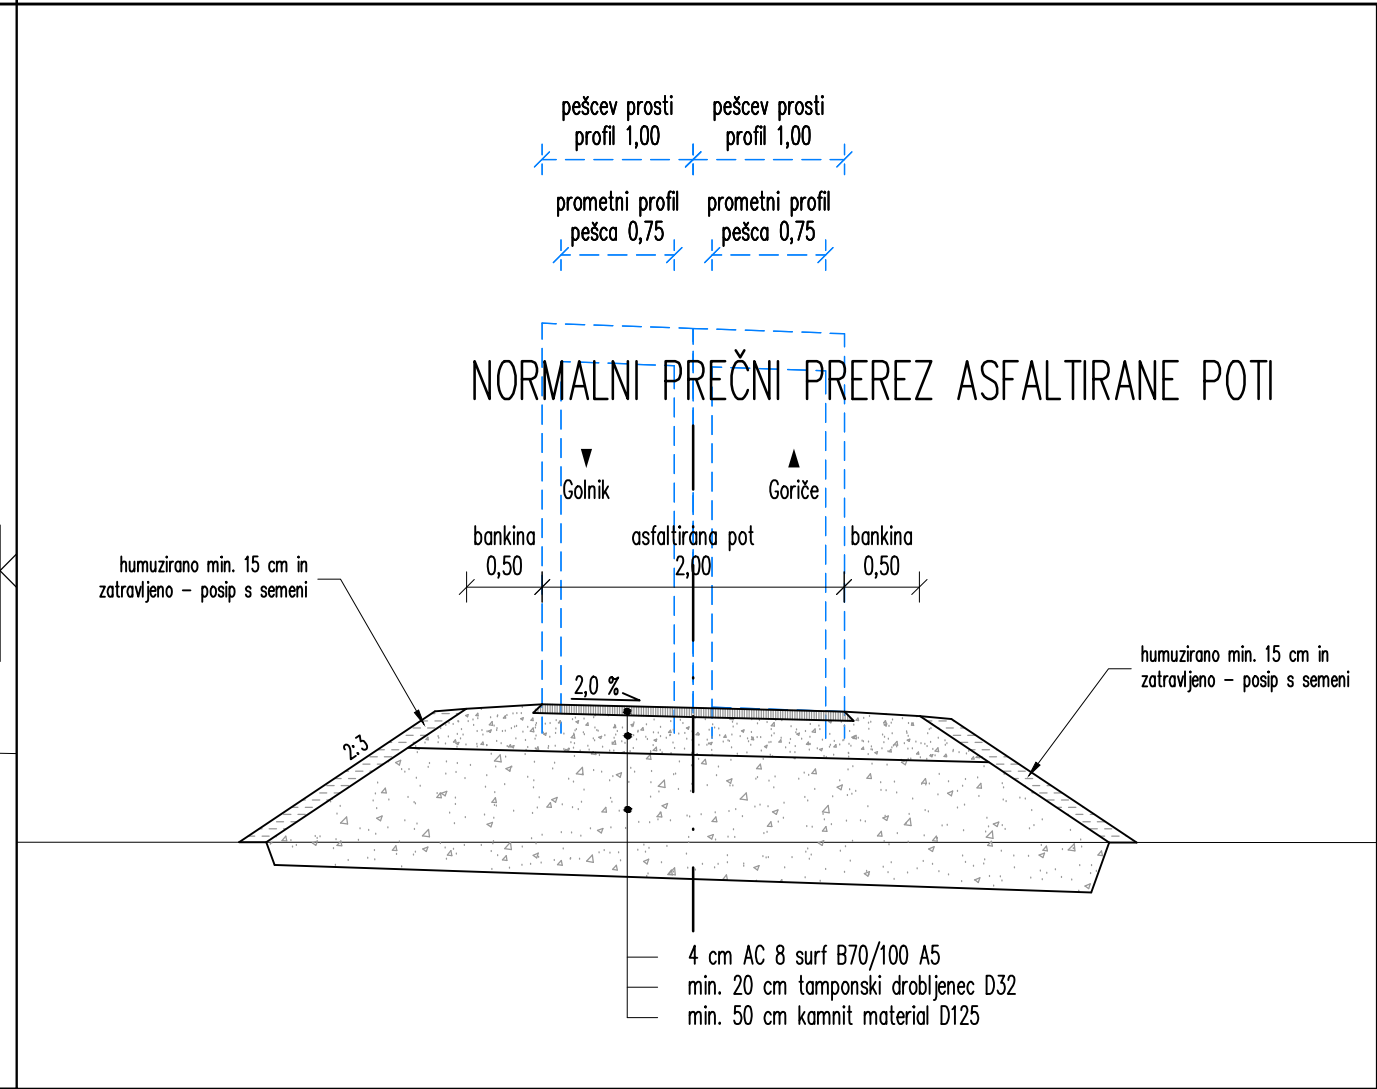 pešcev prosti
profil 1,00
pešcev prosti
profil 1,00
prometni profil
pešca 0,75
prometni profil
pešca 0,75
NORMALNI PREČNI PREREZ ASFALTIRANE POTI
Golnik
Goriče
bankina
0,50
asfaltirana pot
2,00
bankina
0,50
humuzirano min. 15 cm in
zatravljeno – posip s semeni
humuzirano min. 15 cm in
zatravljeno – posip s semeni
2,0 %
2:3
4 cm AC 8 surf B70/100 A5
min. 20 cm tamponski drobljenec D32
min. 50 cm kamnit material D125